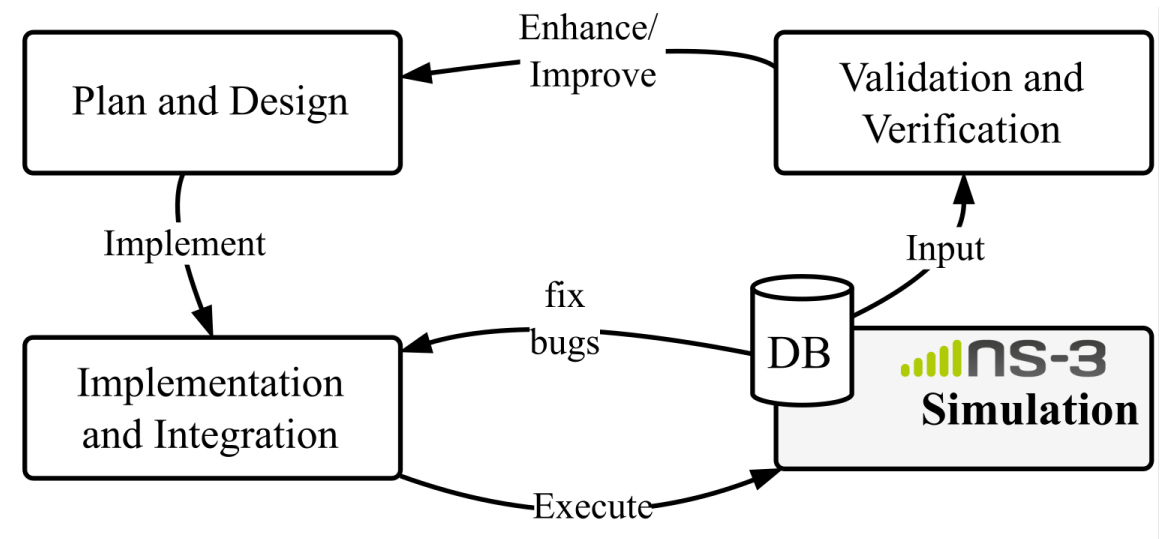 Enhance/
Improve
Plan and Design
Validation and
Verification
Implement
Input
fix
bugs
DB
ns-3
Simulation
Implementation
and Integration
Execute